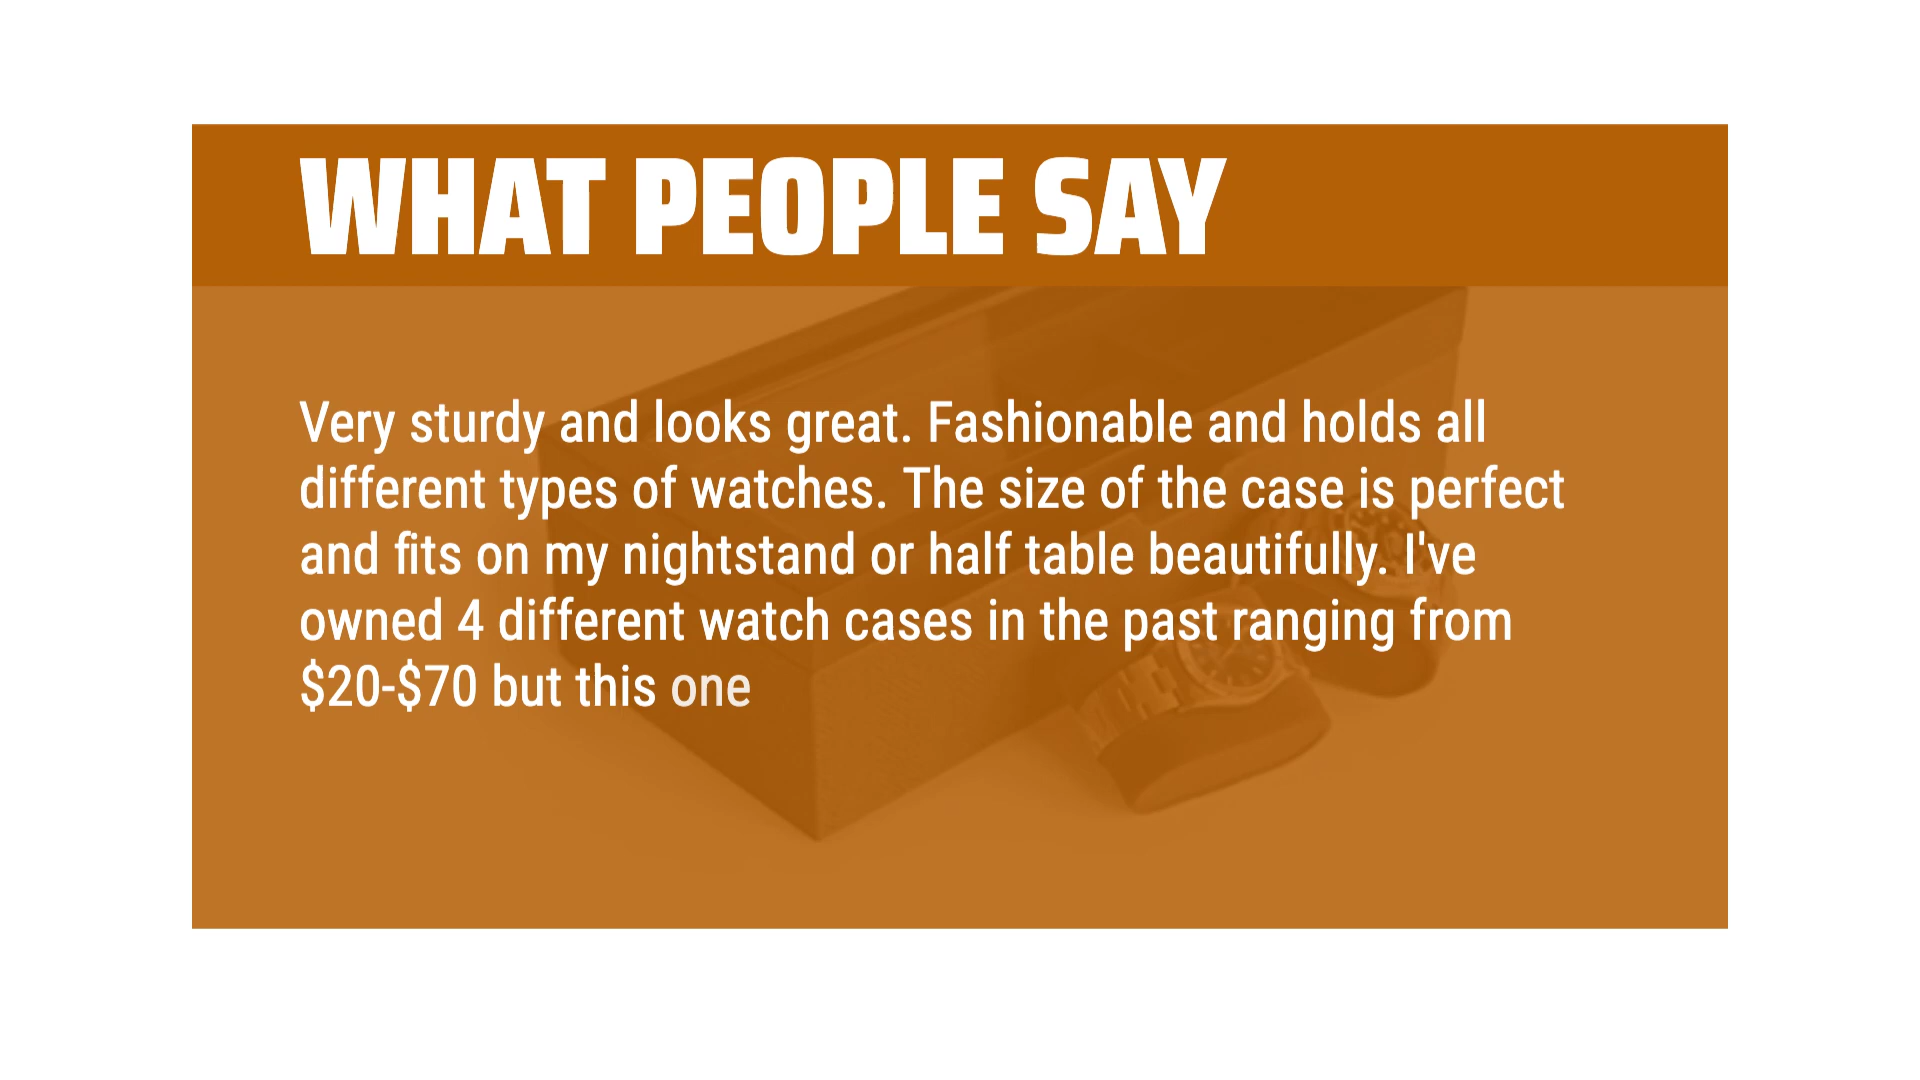 WHAT PEOPLE SAY
Very sturdy and looks great. Fashionable and holds all
different types of watches. The size of the case is perfect
and fits on my nightstand or half table beautifully. I've
owned 4 different watch cases in the past ranging from
$20-$70 but this one